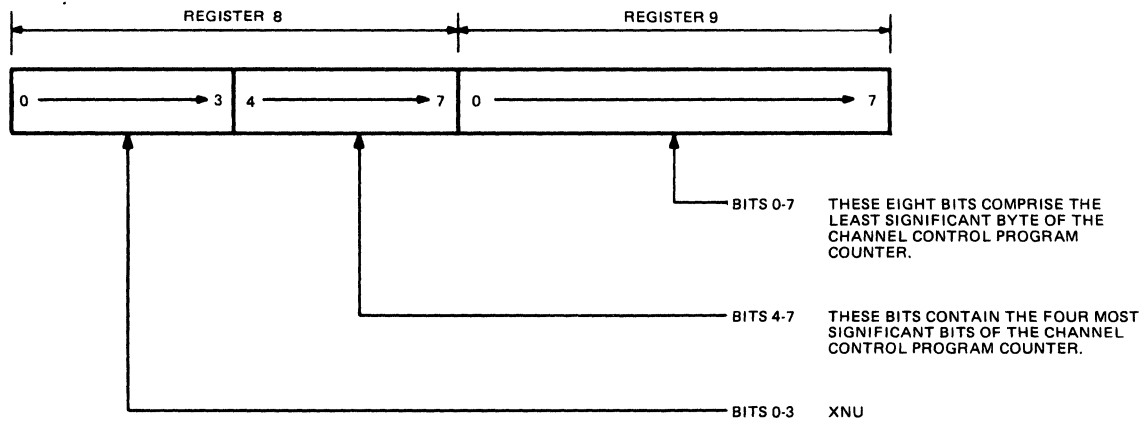 REGISTER 8
REGISTER 9
0 3 4 7 0 7
BITS 0-7 THESE EIGHT BITS COMPRISE THE
LEAST SIGNIFICANT BYTE OF THE
CHANNEL CONTROL PROGRAM
COUNTER.
BITS 4-7 THESE BITS CONTAIN THE FOUR MOST
SIGNIFICANT BITS OF THE CHANNEL
CONTROL PROGRAM COUNTER.
BITS 0-3 XNU